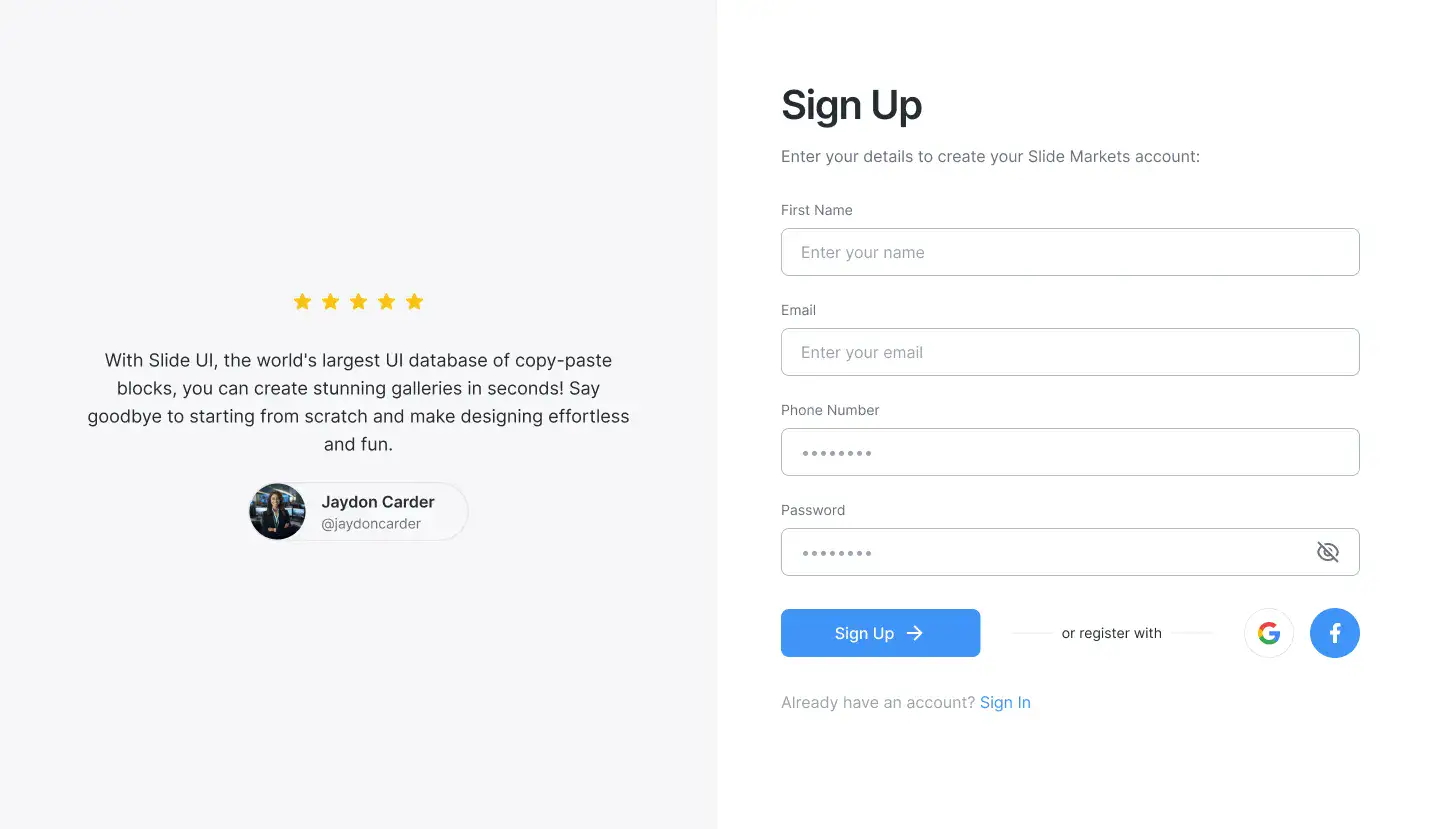 With Slide UI, the world's largest UI database of copy-paste
blocks, you can create stunning galleries in seconds! Say
goodbye to starting from scratch and make designing effortless
and fun.
Jaydon Carder
@jaydoncarder
Sign Up
Enter your details to create your Slide Markets account:
First Name
Enter your name
Email
Enter your email
Phone Number
••••••••
Password
••••••••
Sign Up
or register with
Already have an account? Sign In